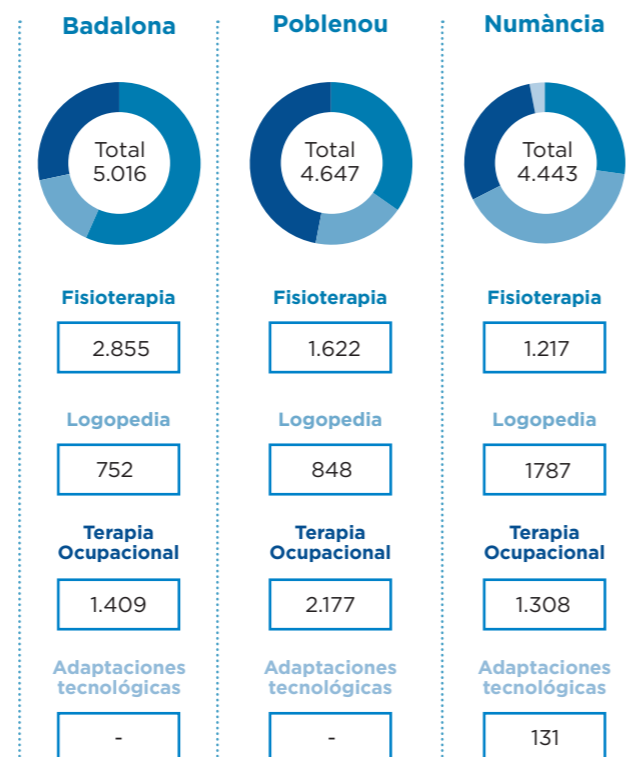 Badalona
Poblenou
Numància
Total
5.016
Total
4.647
Total
4.443
Fisioterapia
Fisioterapia
Fisioterapia
2.855
1.622
1.217
Logopedia
Logopedia
Logopedia
752
848
1787
Terapia
Ocupacional
Terapia
Ocupacional
Terapia
Ocupacional
1.409
2.177
1.308
Adaptaciones
tecnológicas
Adaptaciones
tecnológicas
Adaptaciones
tecnológicas
-
-
131